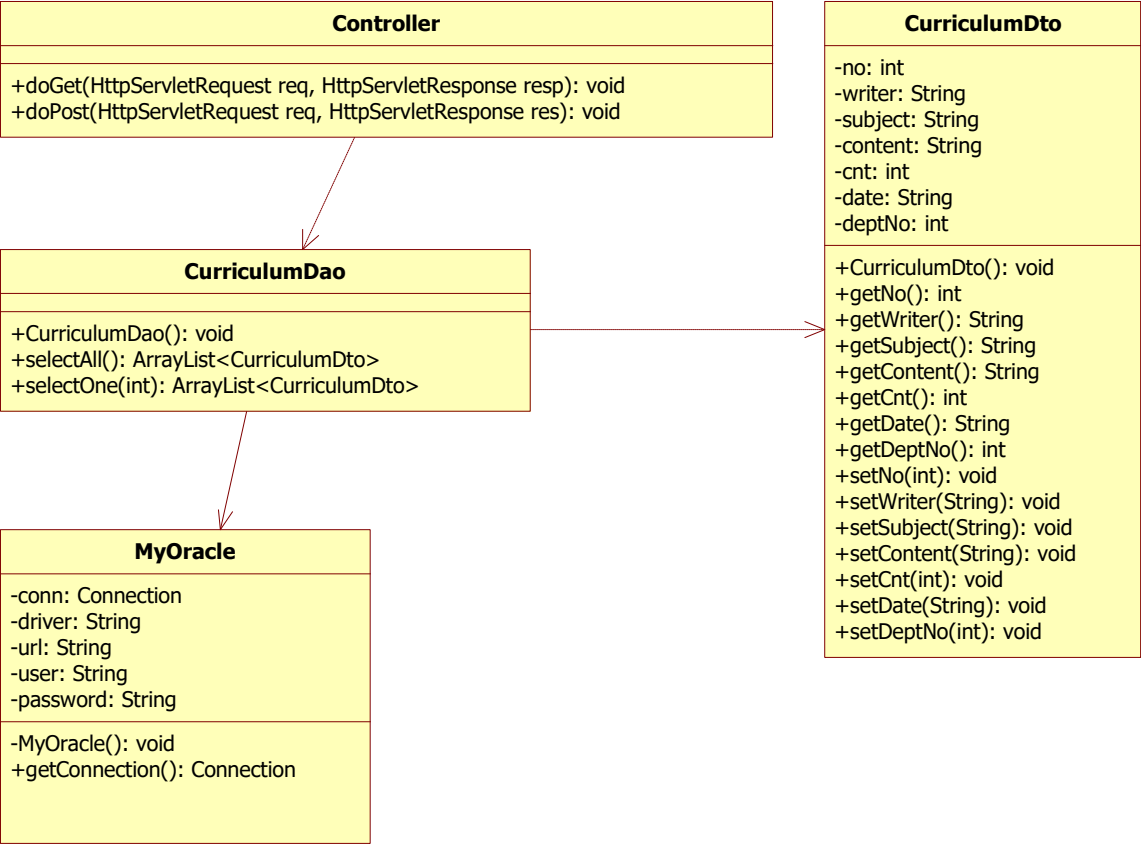 Controller
+doGet(HttpServletRequest req, HttpServletResponse resp): void
+doPost(HttpServletRequest req, HttpServletResponse res): void
CurriculumDao
+CurriculumDao(): void
+selectAll(): ArrayList<CurriculumDto>
+selectOne(int): ArrayList<CurriculumDto>
MyOracle
-conn: Connection
-driver: String
-url: String
-user: String
-password: String
-MyOracle(): void
+getConnection(): Connection
CurriculumDto
-no: int
-writer: String
-subject: String
-content: String
-cnt: int
-date: String
-deptNo: int
+CurriculumDto(): void
+getNo(): int
+getWriter(): String
+getSubject(): String
+getContent(): String
+getCnt(): int
+getDate(): String
+getDeptNo(): int
+setNo(int): void
+setWriter(String): void
+setSubject(String): void
+setContent(String): void
+setCnt(int): void
+setDate(String): void
+setDeptNo(int): void